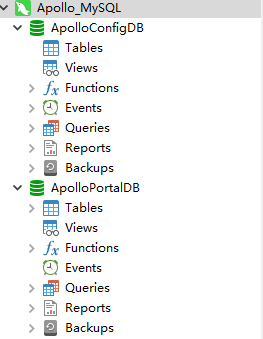 Apollo_MySQL
ApolloConfigDB
Tables
Views
Functions
Events
Queries
Reports
Backups
ApolloPortalDB
Tables
Views
Functions
Events
Queries
Reports
Backups